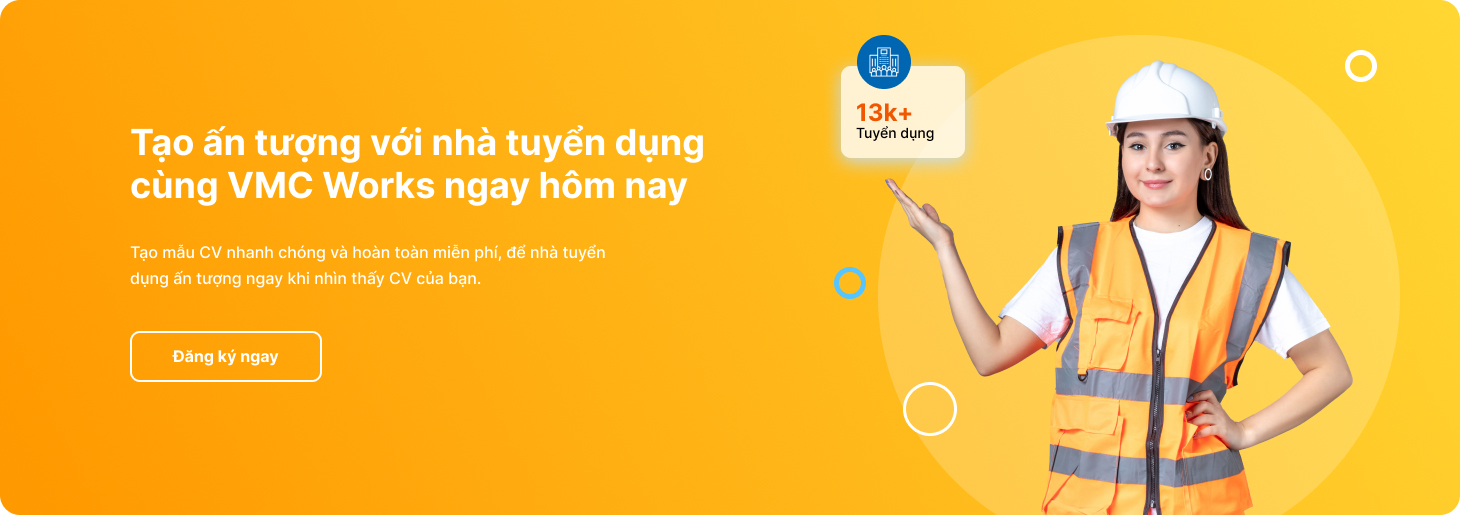 Tạo ấn tượng với nhà tuyển dụng
cùng VMC Works ngay hôm nay
Tạo mẫu CV nhanh chóng và hoàn toàn miễn phí, để nhà tuyển
dụng ấn tượng ngay khi nhìn thấy CV của bạn.
Đăng ký ngay
13k+
Tuyển dụng